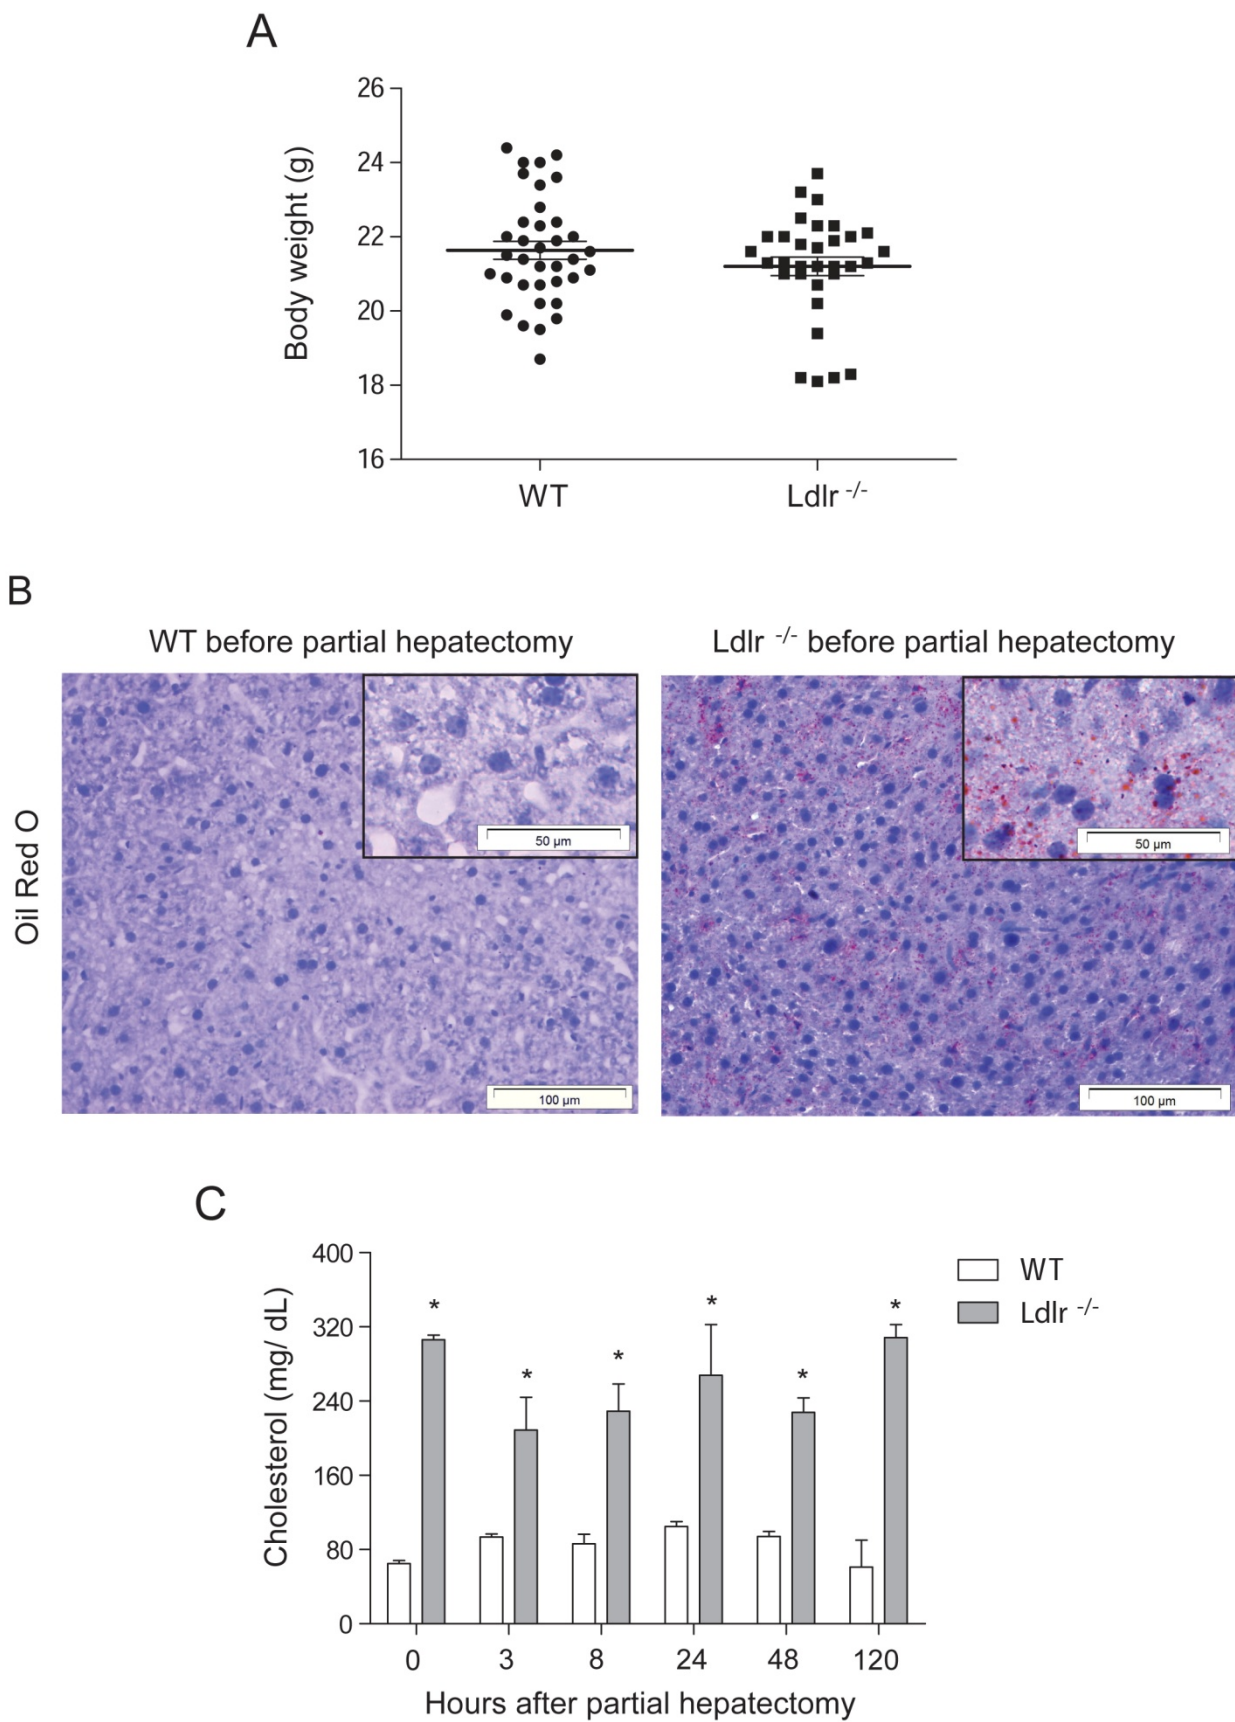 A
26
24
22
20
18
16
Body weight (g)
WT
Ldlr -/-
B
WT before partial hepatectomy
Ldlr -/- before partial hepatectomy
Oil Red O
50 µm
50 µm
100 µm
100 µm
C
400
320
240
160
80
0
Cholesterol (mg/ dL)
* * * * * *
WT
Ldlr -/-
0 3 8 24 48 120
Hours after partial hepatectomy